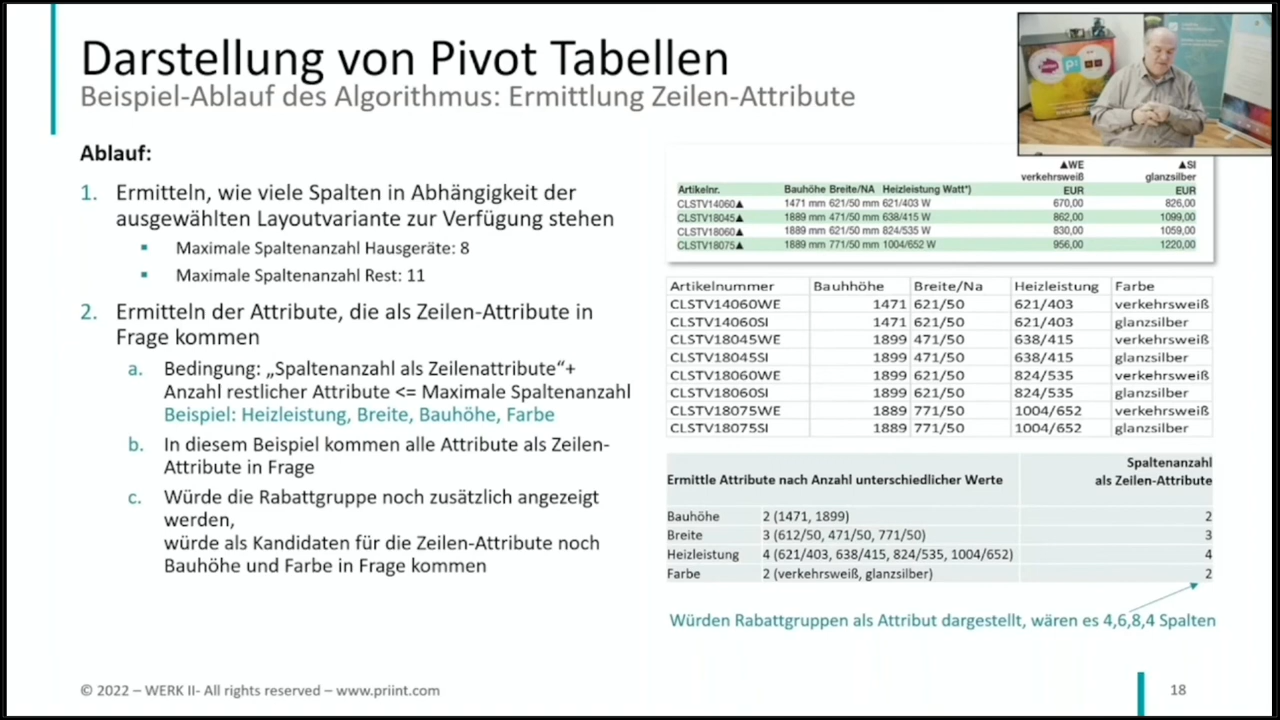 Darstellung von Pivot Tabellen
Beispiel-Ablauf des Algorithmus: Ermittlung Zeilen-Attribute
Ablauf:
1. Ermitteln, wie viele Spalten in Abhängigkeit der
ausgewählten Layoutvariante zur Verfügung stehen
▪ Maximale Spaltenanzahl Hausgeräte: 8
▪ Maximale Spaltenanzahl Rest: 11
2. Ermitteln der Attribute, die als Zeilen-Attribute in
Frage kommen
a. Bedingung: „Spaltenanzahl als Zeilenattribute“+
Anzahl restlicher Attribute <= Maximale Spaltenanzahl
Beispiel: Heizleistung, Breite, Bauhöhe, Farbe
b. In diesem Beispiel kommen alle Attribute als Zeilen-
Attribute in Frage
c. Würde die Rabattgruppe noch zusätzlich angezeigt
werden,
würde als Kandidaten für die Zeilen-Attribute noch
Bauhöhe und Farbe in Frage kommen
▲WE ▲SI
verkehrsweiß glanzsilber
Artikelnr. Bauhöhe Breite/NA Heizleistung Watt*) EUR EUR
CLSTV14060▲ 1471 mm 621/50 mm 621/403 W 670,00 826,00
CLSTV18045▲ 1889 mm 471/50 mm 638/415 W 862,00 1099,00
CLSTV18060▲ 1889 mm 621/50 mm 824/535 W 830,00 1059,00
CLSTV18075▲ 1889 mm 771/50 mm 1004/652 W 956,00 1220,00
Artikelnummer Bauhhöhe Breite/Na Heizleistung Farbe
CLSTV14060WE 1471 621/50 621/403 verkehrsweiß
CLSTV14060SI 1471 621/50 621/403 glanzsilber
CLSTV18045WE 1899 471/50 638/415 verkehrsweiß
CLSTV18045SI 1899 471/50 638/415 glanzsilber
CLSTV18060WE 1899 621/50 824/535 verkehrsweiß
CLSTV18060SI 1899 621/50 824/535 glanzsilber
CLSTV18075WE 1889 771/50 1004/652 verkehrsweiß
CLSTV18075SI 1889 771/50 1004/652 glanzsilber
Spaltenanzahl
Ermittle Attribute nach Anzahl unterschiedlicher Werte als Zeilen-Attribute
Bauhöhe 2 (1471, 1899) 2
Breite 3 (612/50, 471/50, 771/50) 3
Heizleistung 4 (621/403, 638/415, 824/535, 1004/652) 4
Farbe 2 (verkehrsweiß, glanzsilber) 2
Würden Rabattgruppen als Attribut dargestellt, wären es 4,6,8,4 Spalten
© 2022 – WERK II- All rights reserved – www.priint.com
18